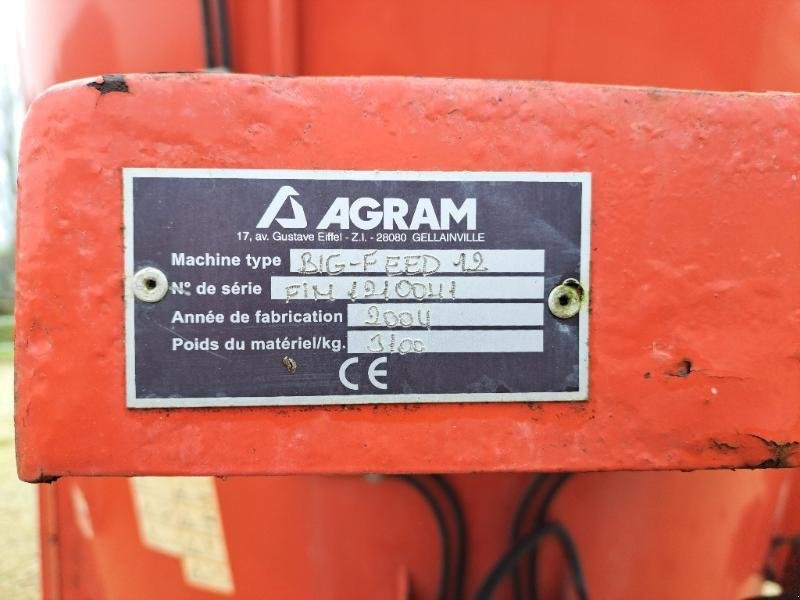 AGRAM
17, av. Gustave Eiffel - Z.I. - 28080 GELLAINVILLE
Machine type BIG-FEED 12
N° de série FIM 1210041
Année de fabrication 2004
Poids du matériel/kg. 3100
CE